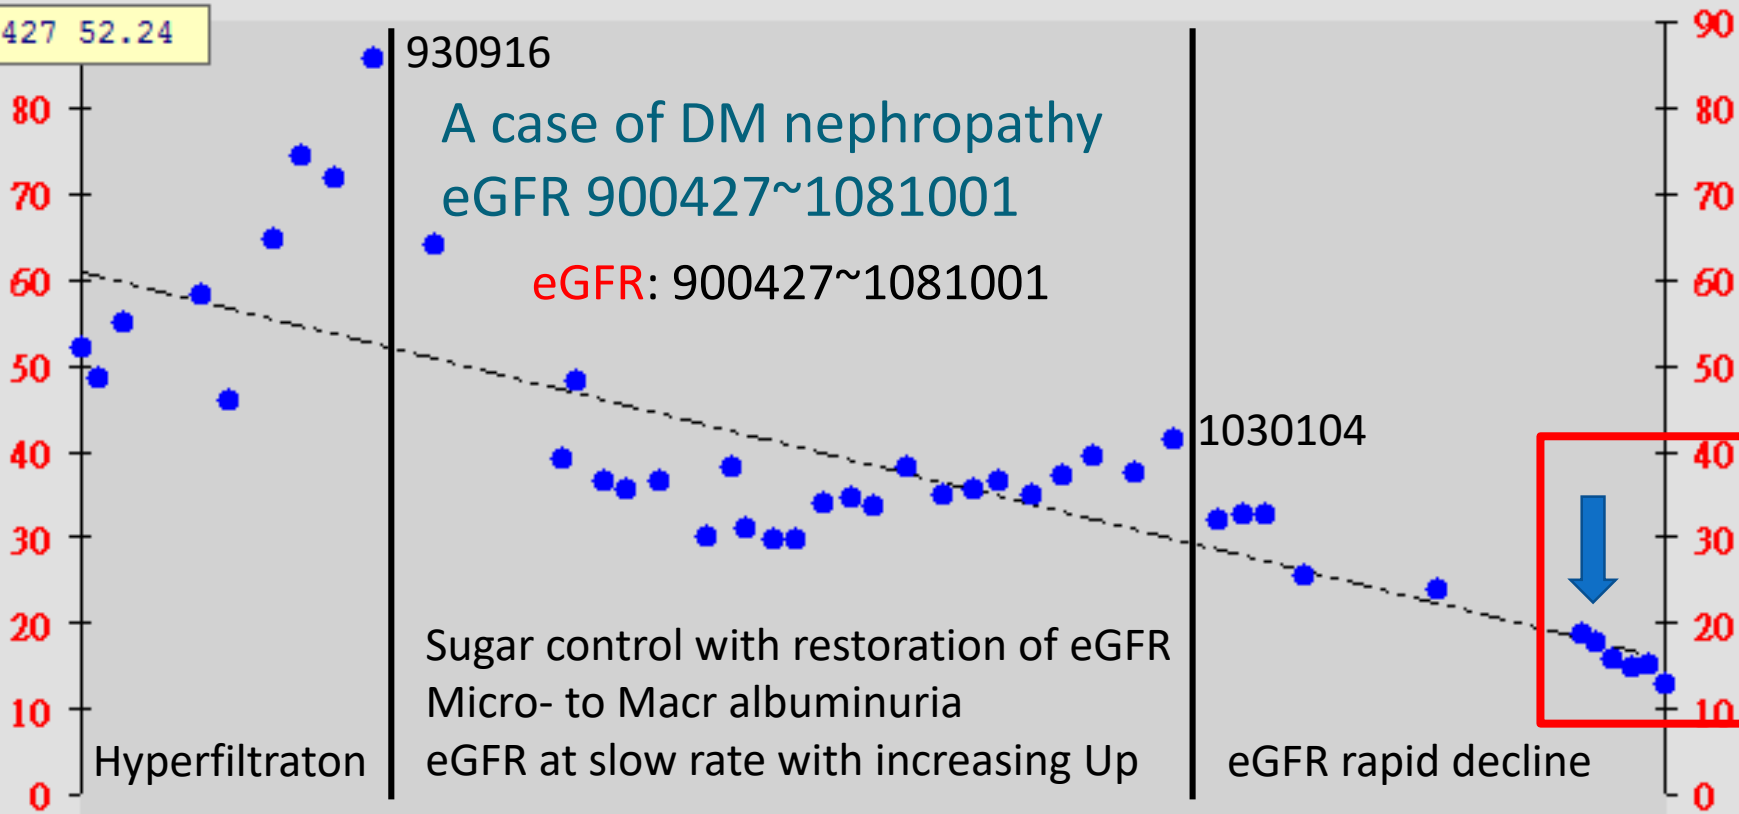 427 52.24
930916
A case of DM nephropathy
eGFR 900427~1081001
eGFR: 900427~1081001
1030104
Sugar control with restoration of eGFR
Micro- to Macr albuminuria
eGFR at slow rate with increasing Up
Hyperfiltraton
eGFR rapid decline
80
70
60
50
40
30
20
10
0
90
80
70
60
50
40
30
20
10
0